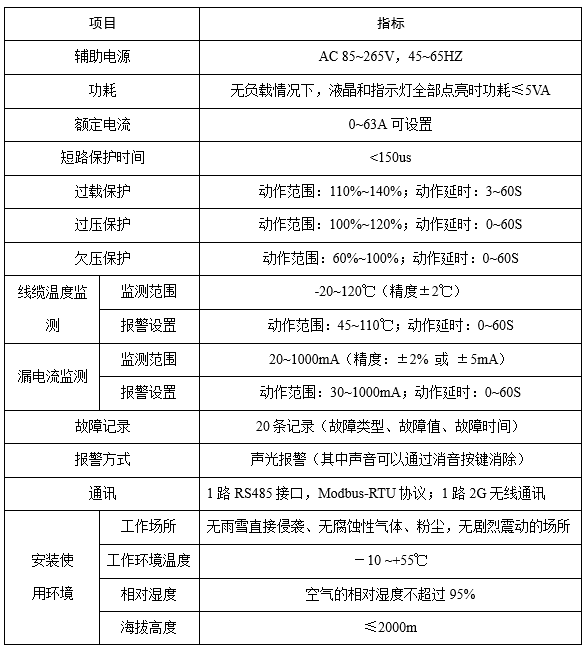 项目 指标
辅助电源 AC 85~265V，45~65HZ
功耗 无负载情况下，液晶和指示灯全部点亮时功耗≤5VA
额定电流 0~63A 可设置
短路保护时间 <150us
过载保护 动作范围：110%~140%；动作延时：3~60S
过压保护 动作范围：100%~120%；动作延时：0~60S
欠压保护 动作范围：60%~100%；动作延时：0~60S
线缆温度监测 监测范围 -20~120℃（精度±2℃）
报警设置 动作范围：45~110℃；动作延时：0~60S
漏电流监测 监测范围 20~1000mA（精度：±2% 或 ±5mA）
报警设置 动作范围：30~1000mA；动作延时：0~60S
故障记录 20 条记录（故障类型、故障值、故障时间）
报警方式 声光报警（其中声音可以通过消音按键消除）
通讯 1 路 RS485 接口，Modbus-RTU 协议；1 路 2G 无线通讯
安装使用环境 工作场所 无雨雪直接侵袭、无腐蚀性气体、粉尘，无剧烈震动的场所
工作环境温度 －10 ~+55℃
相对湿度 空气的相对湿度不超过 95%
海拔高度 ≤2000m